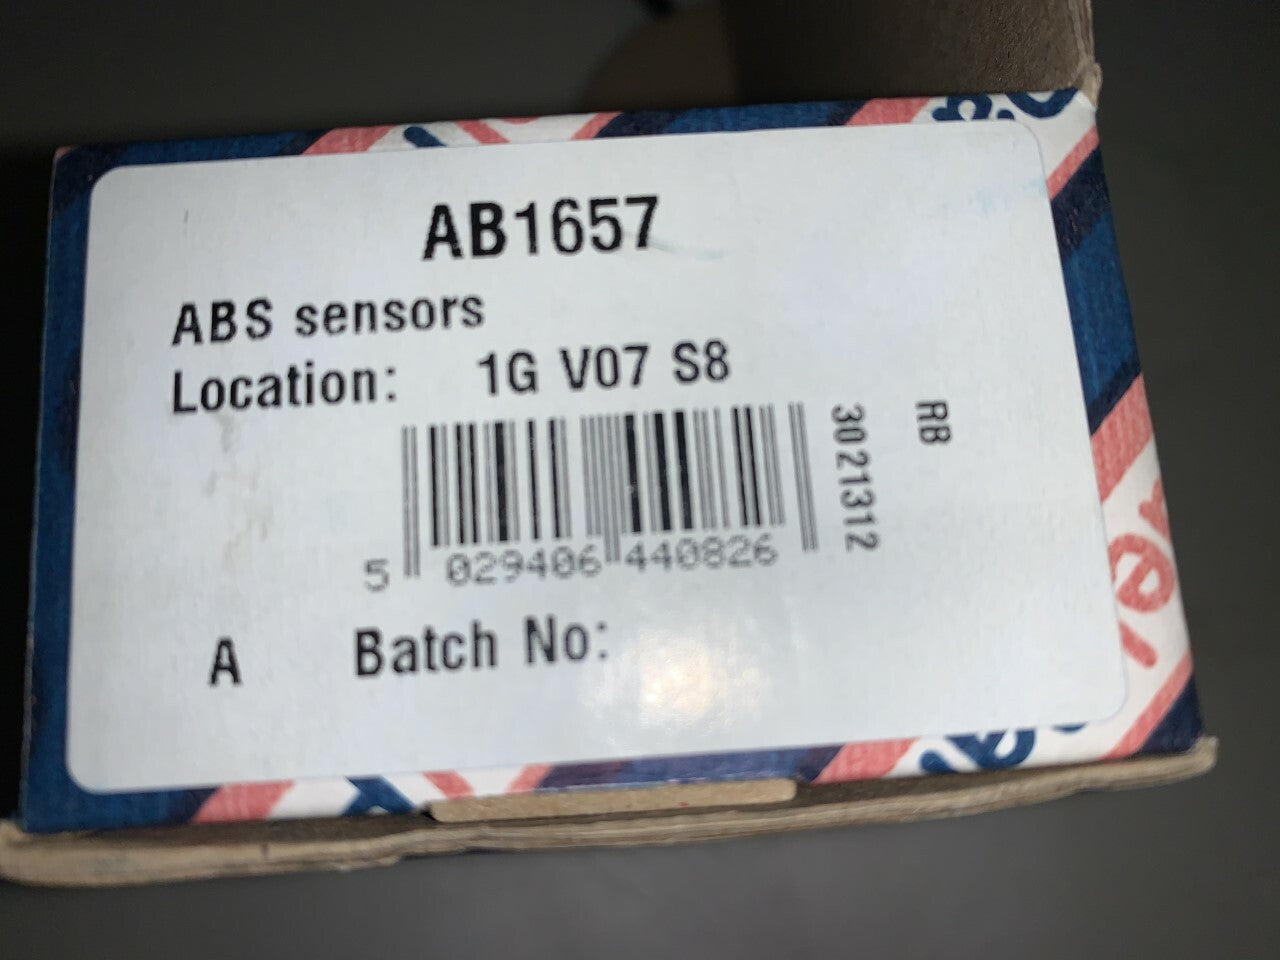 AB1657
ABS sensors
Location: 1G V07 S8
5 029406 440826
3021312
RB
A Batch No: